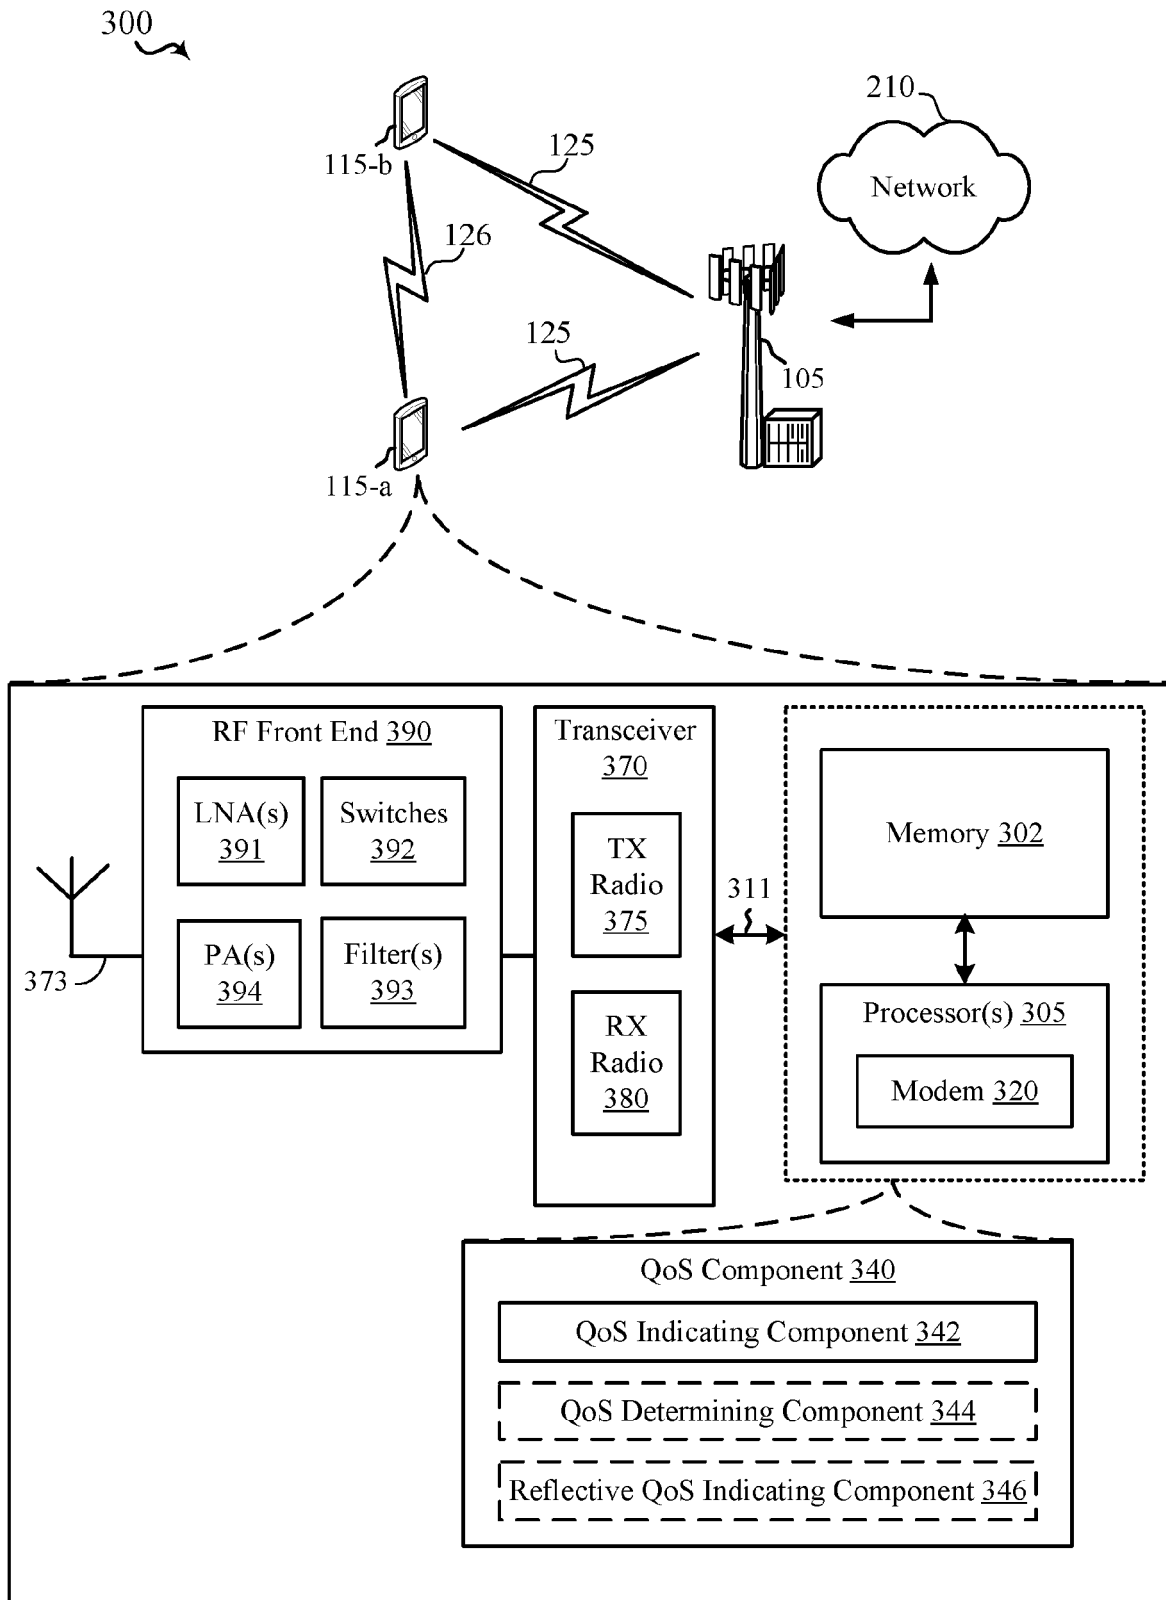 300
210
115-b
125
Network
126
125
105
115-a
RF Front End 390
LNA(s)
391
Switches
392
PA(s)
394
Filter(s)
393
373
Transceiver
370
TX
Radio
375
RX
Radio
380
311
Memory 302
Processor(s) 305
Modem 320
QoS Component 340
QoS Indicating Component 342
QoS Determining Component 344
Reflective QoS Indicating Component 346